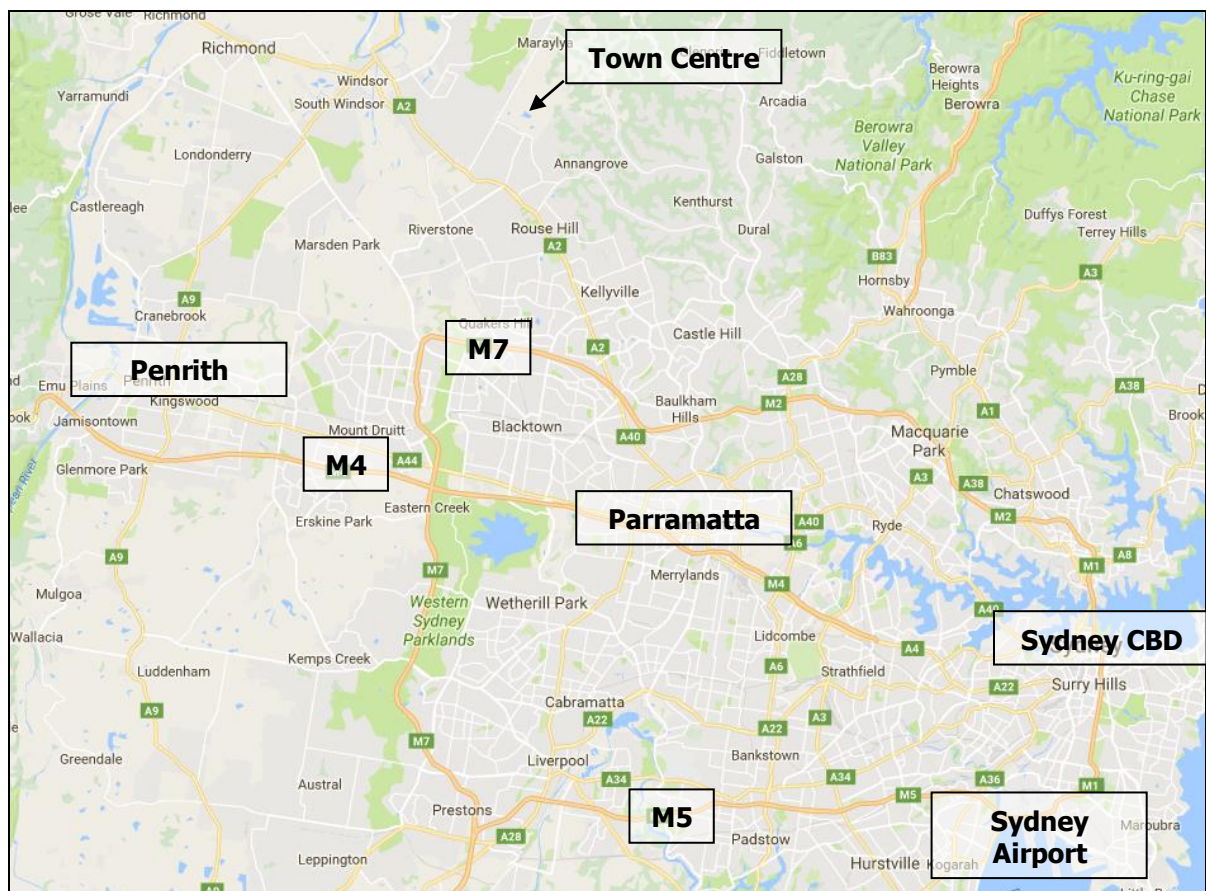 Grose Vale
Richmond
Richmond
Maraylya
Town Centre
Fiddletown
Berowra
Heights
Berowra
Ku-ring-gai
Chase
National Park
Yarramundi
Windsor
South Windsor
A2
Arcadia
Berowra
Valley
National Park
Londonderry
Annangrove
Galston
Castlereagh
Kenthurst
Duffys Forest
Terrey Hills
Marsden Park
Riverstone
Rouse Hill
A2
Dural
B83
Hornsby
A3
A9
Cranebrook
Kellyville
Wahroonga
Quakers Hill
M7
A2
Castle Hill
Penrith
Penrith
Emu Plains
Kingswood
A28
Pymble
A38
Jamisontown
M2
Baulkham
Hills
A1
Mount Druitt
Blacktown
A40
Macquarie
Park
Glenmore Park
M4
A44
A3
A38
Chatswood
Erskine Park
Eastern Creek
Parramatta
A40
Ryde
M2
A6
A8
A9
M7
Merrylands
M4
M1
Mulgoa
Western
Sydney
Parklands
Wetherill Park
A40
Wallacia
Lidcombe
Sydney CBD
Sydney
Luddenham
Kemps Creek
A6
Strathfield
A4
A22
Surry Hills
A9
Cabramatta
A22
A3
A22
M7
Greendale
Liverpool
Bankstown
Austral
A34
A34
A36
M5
M1
Prestons
M5
Sydney
Airport
Maroubra
A28
Padstow
Leppington
Hurstville
Kogarah
A9